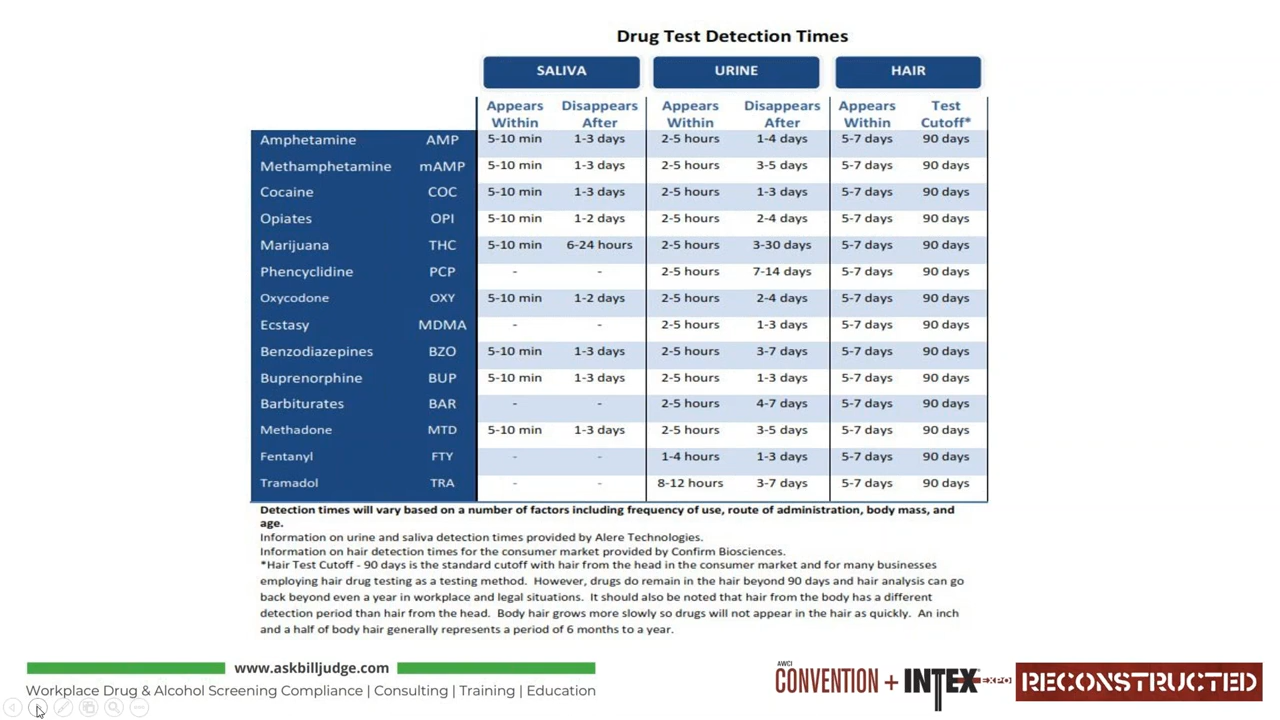 Drug Test Detection Times
SALIVA URINE HAIR
Appears Disappears Appears Disappears Appears Test
Within After Within After Within Cutoff*
Amphetamine AMP 5-10 min 1-3 days 2-5 hours 1-4 days 5-7 days 90 days
Methamphetamine mAMP 5-10 min 1-3 days 2-5 hours 3-5 days 5-7 days 90 days
Cocaine COC 5-10 min 1-3 days 2-5 hours 1-3 days 5-7 days 90 days
Opiates OPI 5-10 min 1-2 days 2-5 hours 2-4 days 5-7 days 90 days
Marijuana THC 5-10 min 6-24 hours 2-5 hours 3-30 days 5-7 days 90 days
Phencyclidine PCP - - 2-5 hours 7-14 days 5-7 days 90 days
Oxycodone OXY 5-10 min 1-2 days 2-5 hours 2-4 days 5-7 days 90 days
Ecstasy MDMA - - 2-5 hours 1-3 days 5-7 days 90 days
Benzodiazepines BZO 5-10 min 1-3 days 2-5 hours 3-7 days 5-7 days 90 days
Buprenorphine BUP 5-10 min 1-3 days 2-5 hours 1-3 days 5-7 days 90 days
Barbiturates BAR - - 2-5 hours 4-7 days 5-7 days 90 days
Methadone MTD 5-10 min 1-3 days 2-5 hours 3-5 days 5-7 days 90 days
Fentanyl FTY - - 1-4 hours 1-3 days 5-7 days 90 days
Tramadol TRA - - 8-12 hours 3-7 days 5-7 days 90 days
Detection times will vary based on a number of factors including frequency of use, route of administration, body mass, and
age.
Information on urine and saliva detection times provided by Alere Technologies.
Information on hair detection times for the consumer market provided by Confirm Biosciences.
*Hair Test Cutoff - 90 days is the standard cutoff with hair from the head in the consumer market and for many businesses
employing hair drug testing as a testing method. However, drugs do remain in the hair beyond 90 days and hair analysis can go
back beyond even a year in workplace and legal situations. It should also be noted that hair from the body has a different
detection period than hair from the head. Body hair grows more slowly so drugs will not appear in the hair as quickly. An inch
and a half of body hair generally represents a period of 6 months to a year.
www.askbilljudge.com
Workplace Drug & Alcohol Screening Compliance | Consulting | Training | Education
AWCI
CONVENTION + INTEX EXPO RECONSTRUCTED